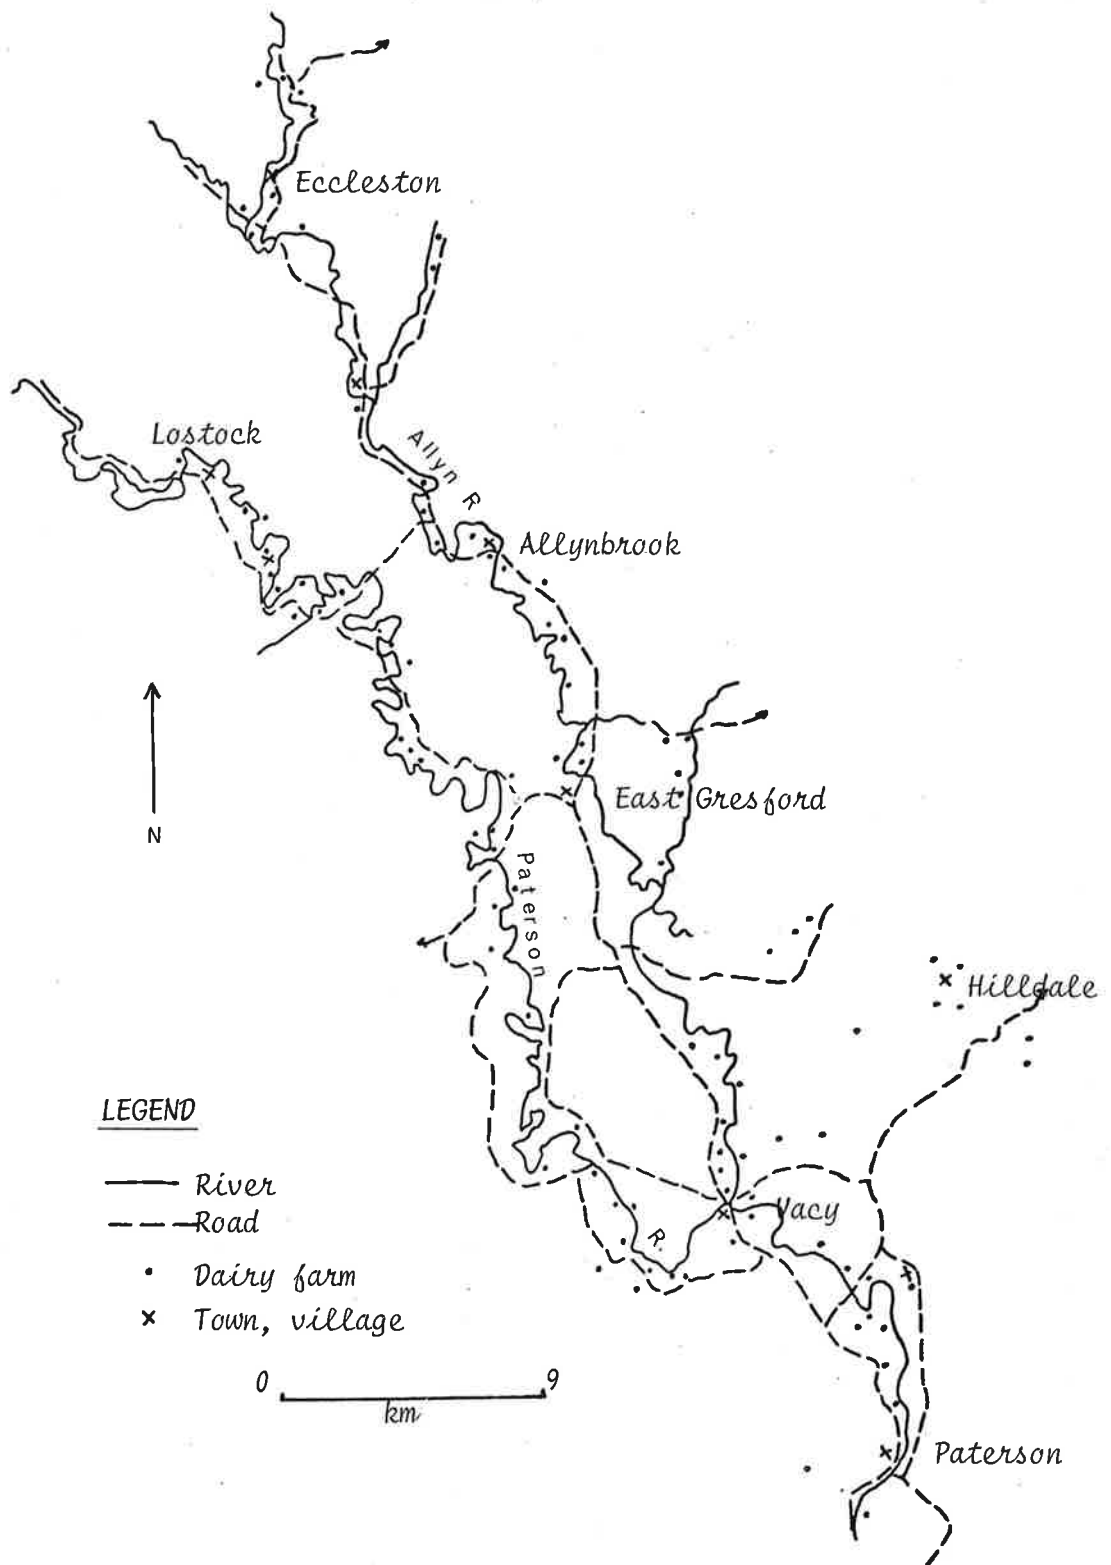 Eccleston
Lostock
Allyn R
Allynbrook
East Gresford
N
Paterson
R.
Hilldale
Vacy
LEGEND
River
Road
Dairy farm
Town, village
0 9
km
Paterson